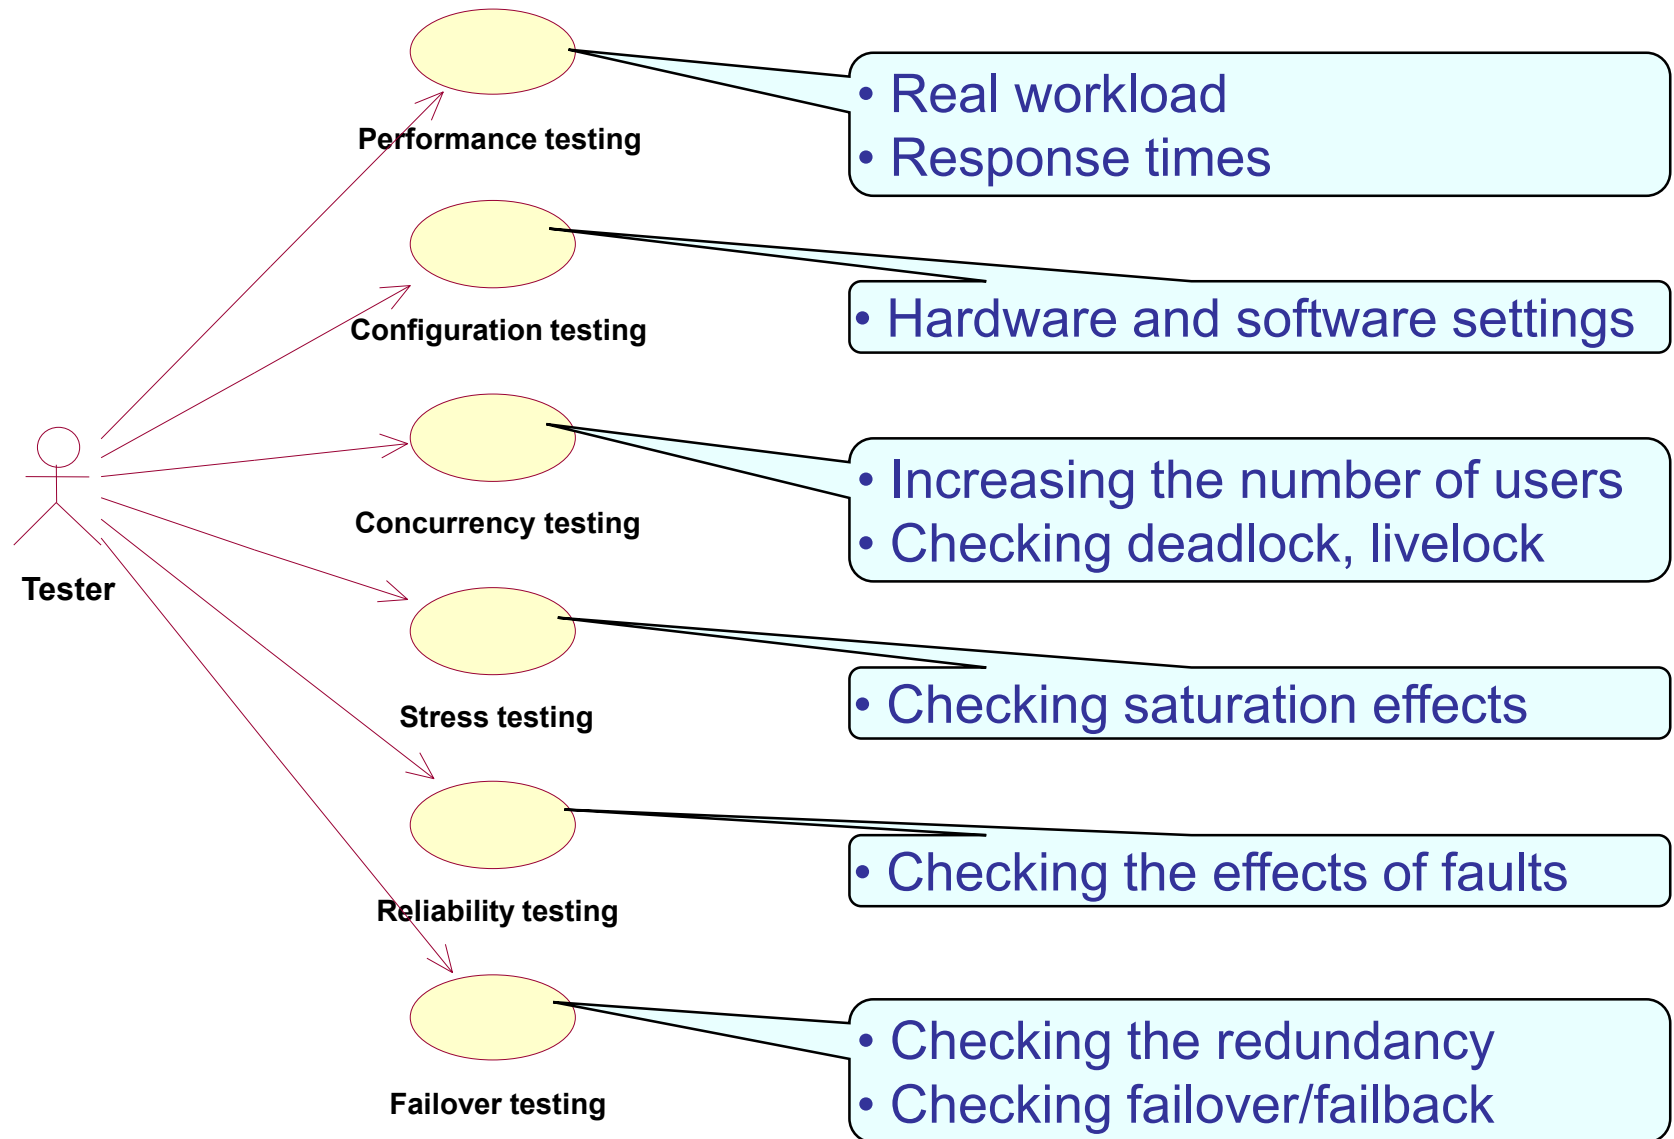 Performance testing
• Real workload
• Response times
Configuration testing
• Hardware and software settings
Concurrency testing
• Increasing the number of users
• Checking deadlock, livelock
Tester
Stress testing
• Checking saturation effects
Reliability testing
• Checking the effects of faults
Failover testing
• Checking the redundancy
• Checking failover/failback